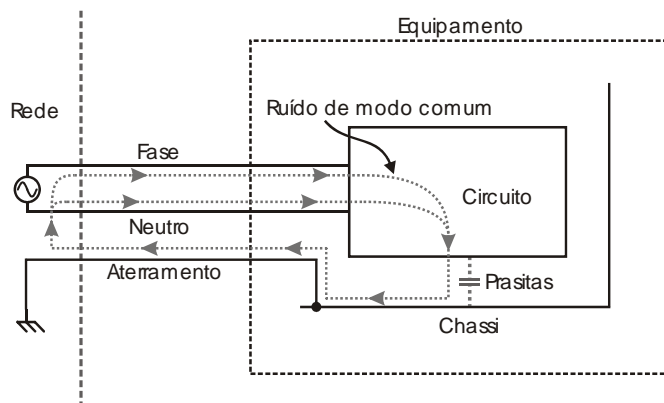 Equipamento
Rede
Ruído de modo comum
Fase
Circuito
Neutro
Aterramento
Prasitas
Chassi